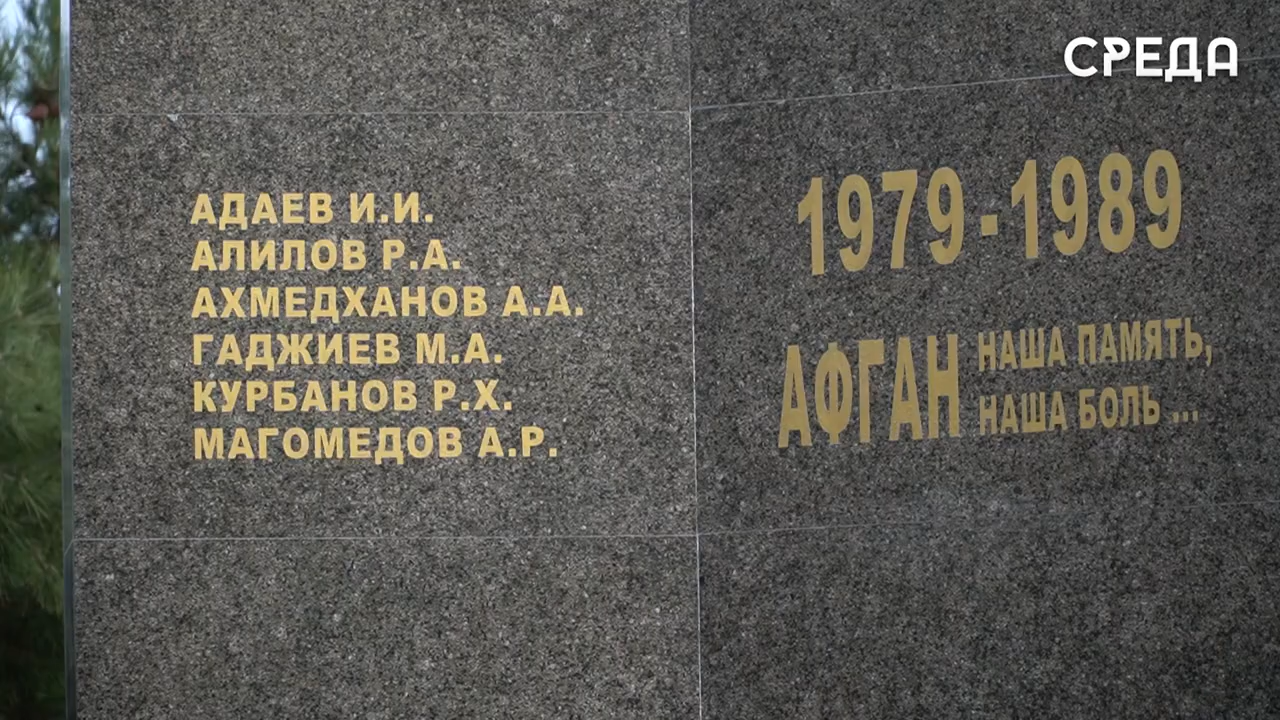 СРЕДА
АДАЕВ И.И.
АЛИЛОВ Р.А.
АХМЕДХАНОВ А.А.
ГАДЖИЕВ М.А.
КУРБАНОВ Р.Х.
МАГОМЕДОВ А.Р.
1979-1989
АФГАН НАША ПАМЯТЬ,
НАША БОЛЬ ...